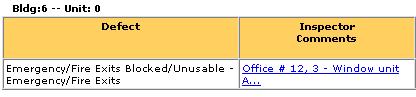 Bldg:6 -- Unit: 0
Defect
Inspector
Comments
Emergency/Fire Exits Blocked/Unusable -
Emergency/Fire Exits
Office # 12, 3 - Window unit
A...